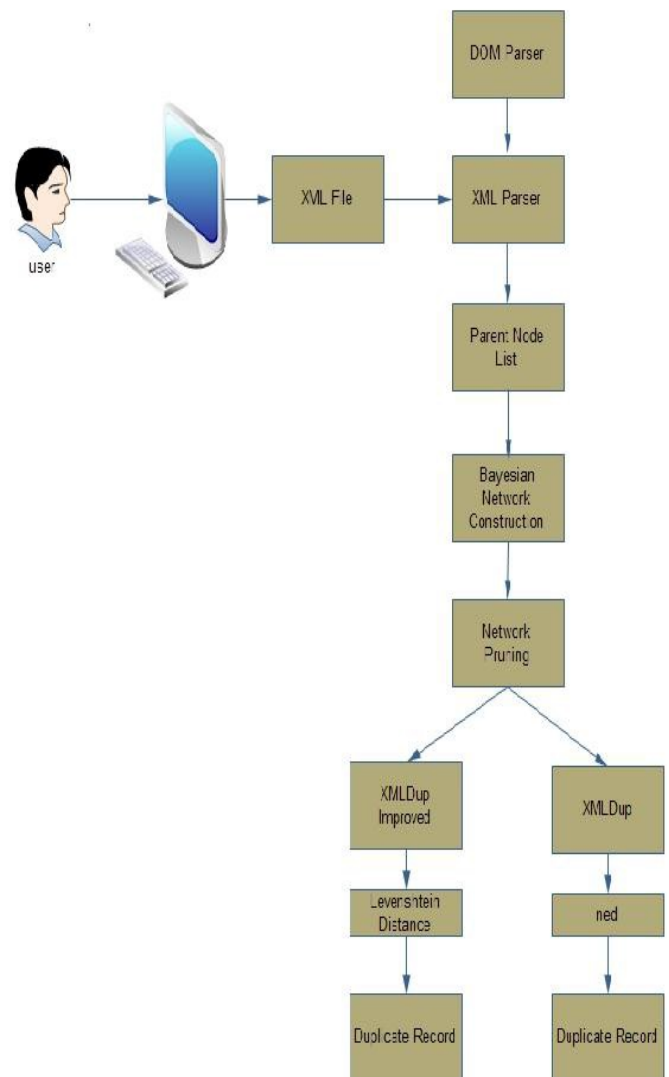 DOM Parser
user
XML File
XML Parser
Parent Node
List
Bayesian
Network
Construction
Network
Pruning
XMLDup
Improved
XMLDup
Levenshtein
Distance
ned
Duplicate Record
Duplicate Record